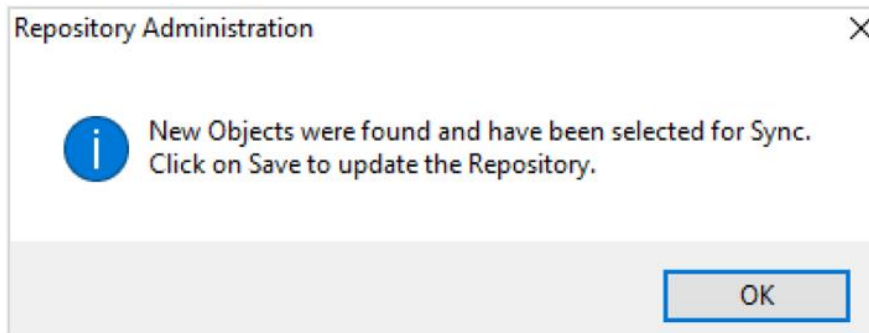 Repository Administration
New Objects were found and have been selected for Sync.
Click on Save to update the Repository.
OK